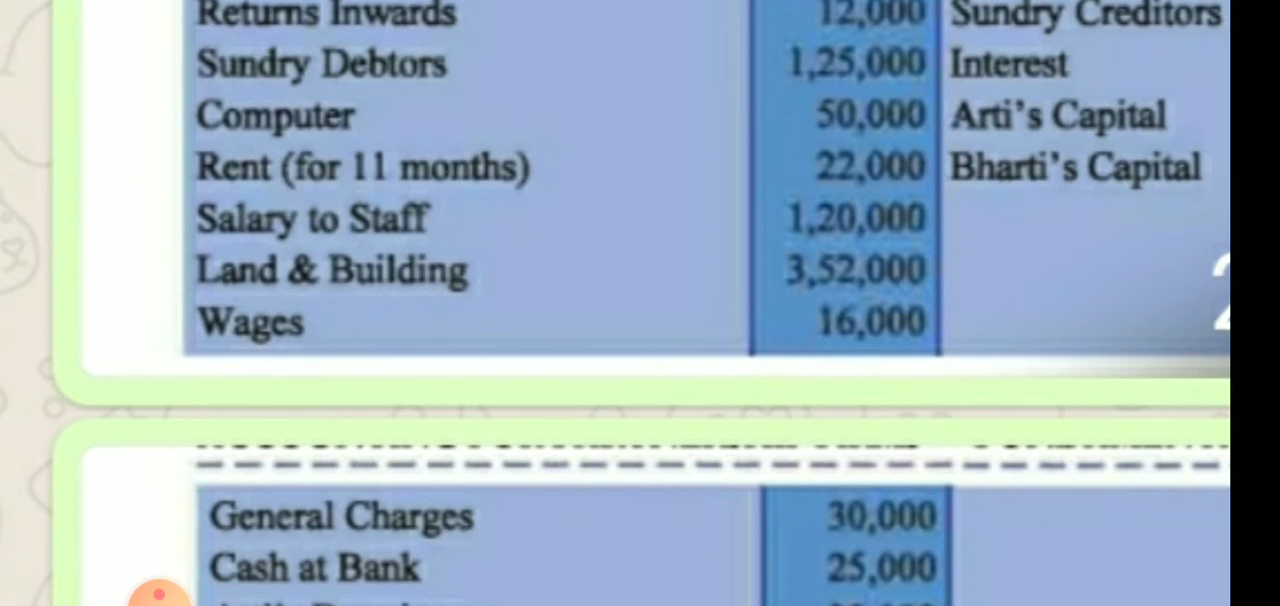 Returns Inwards 12,000 Sundry Creditors
Sundry Debtors 1,25,000 Interest
Computer 50,000 Arti's Capital
Rent (for 11 months) 22,000 Bharti's Capital
Salary to Staff 1,20,000
Land & Building 3,52,000
Wages 16,000
General Charges 30,000
Cash at Bank 25,000